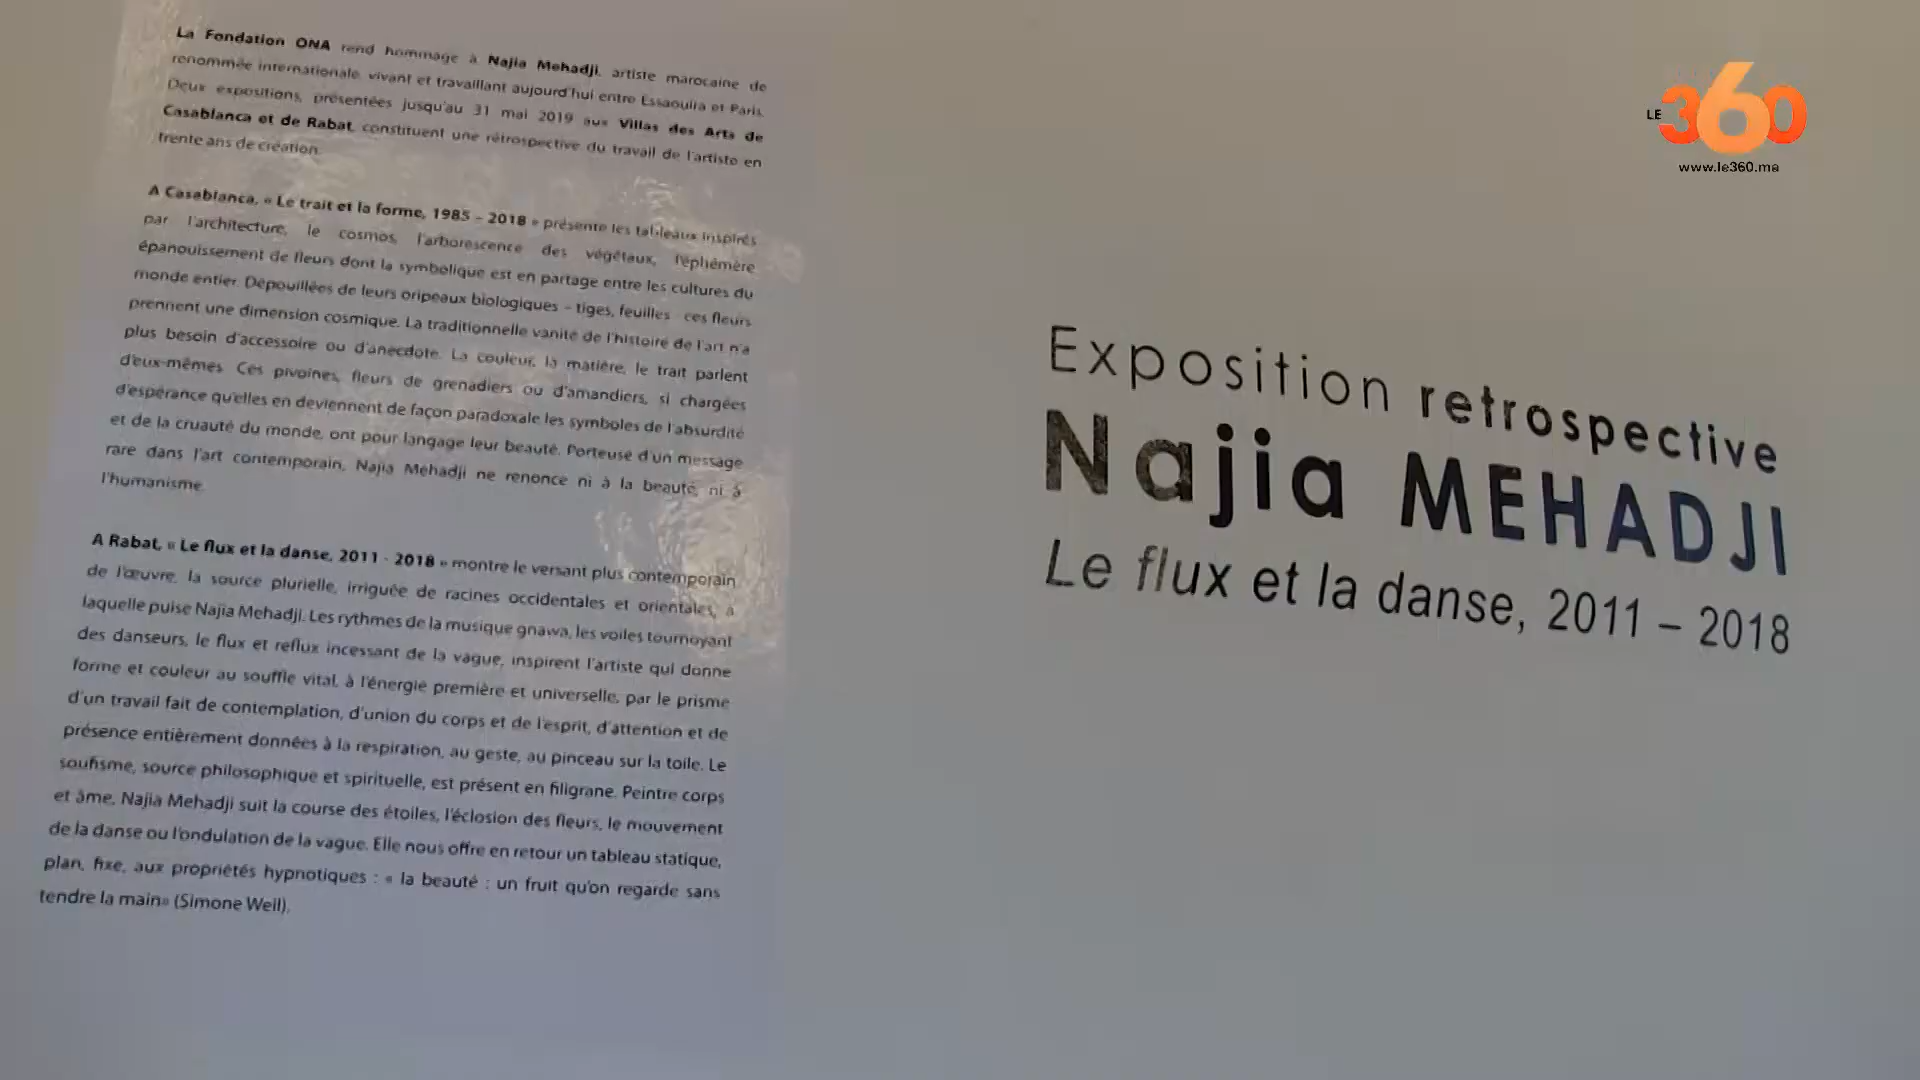 La Fondation ONA rend hommage à Najia Mehadji, artiste marocaine de
renommée internationale, vivant et travaillant aujourd'hui entre Essaouira et Paris.
Deux expositions, présentées jusqu'au 31 mai 2019 aux Villas des Arts de
Casablanca et de Rabat, constituent une rétrospective du travail de l'artiste en
trente ans de création.
A Casablanca, « Le trait et la forme, 1985 – 2018 » présente les tableaux inspirés
par l'architecture, le cosmos, l'arborescence des végétaux, l'éphémère
épanouissement de fleurs dont la symbolique est en partage entre les cultures du
monde entier. Dépouillées de leurs oripeaux biologiques – tiges, feuilles ces fleurs
prennent une dimension cosmique. La traditionnelle vanité de l'histoire de l'art n'a
plus besoin d'accessoire ou d'anecdote. La couleur, la matière, le trait parlent
d'eux-mêmes. Ces pivoines, fleurs de grenadiers ou d'amandiers, si chargées
d'espérance qu'elles en deviennent de façon paradoxale les symboles de l'absurdité
et de la cruauté du monde, ont pour langage leur beauté. Porteuse d'un message
rare dans l'art contemporain, Najia Mehadji ne renonce ni à la beauté, ni à
l'humanisme.
A Rabat, « Le flux et la danse, 2011 - 2018 » montre le versant plus contemporain
de l'œuvre, la source plurielle, irriguée de racines occidentales et orientales, à
laquelle puise Najia Mehadji. Les rythmes de la musique gnawa, les voiles tournoyant
des danseurs, le flux et reflux incessant de la vague, inspirent l'artiste qui donne
forme et couleur au souffle vital, à l'énergie première et universelle, par le prisme
d'un travail fait de contemplation, d'union du corps et de l'esprit, d'attention et de
présence entièrement données à la respiration, au geste, au pinceau sur la toile. Le
soufisme, source philosophique et spirituelle, est présent en filigrane. Peintre corps
et âme, Najia Mehadji suit la course des étoiles, l'éclosion des fleurs, le mouvement
de la danse ou l'ondulation de la vague. Elle nous offre en retour un tableau statique,
plan, fixe, aux propriétés hypnotiques : « la beauté : un fruit qu'on regarde sans
tendre la main» (Simone Weil).
Exposition retrospective
Najia MEHADJI
Le flux et la danse, 2011 – 2018
LE 360
www.le360.ma